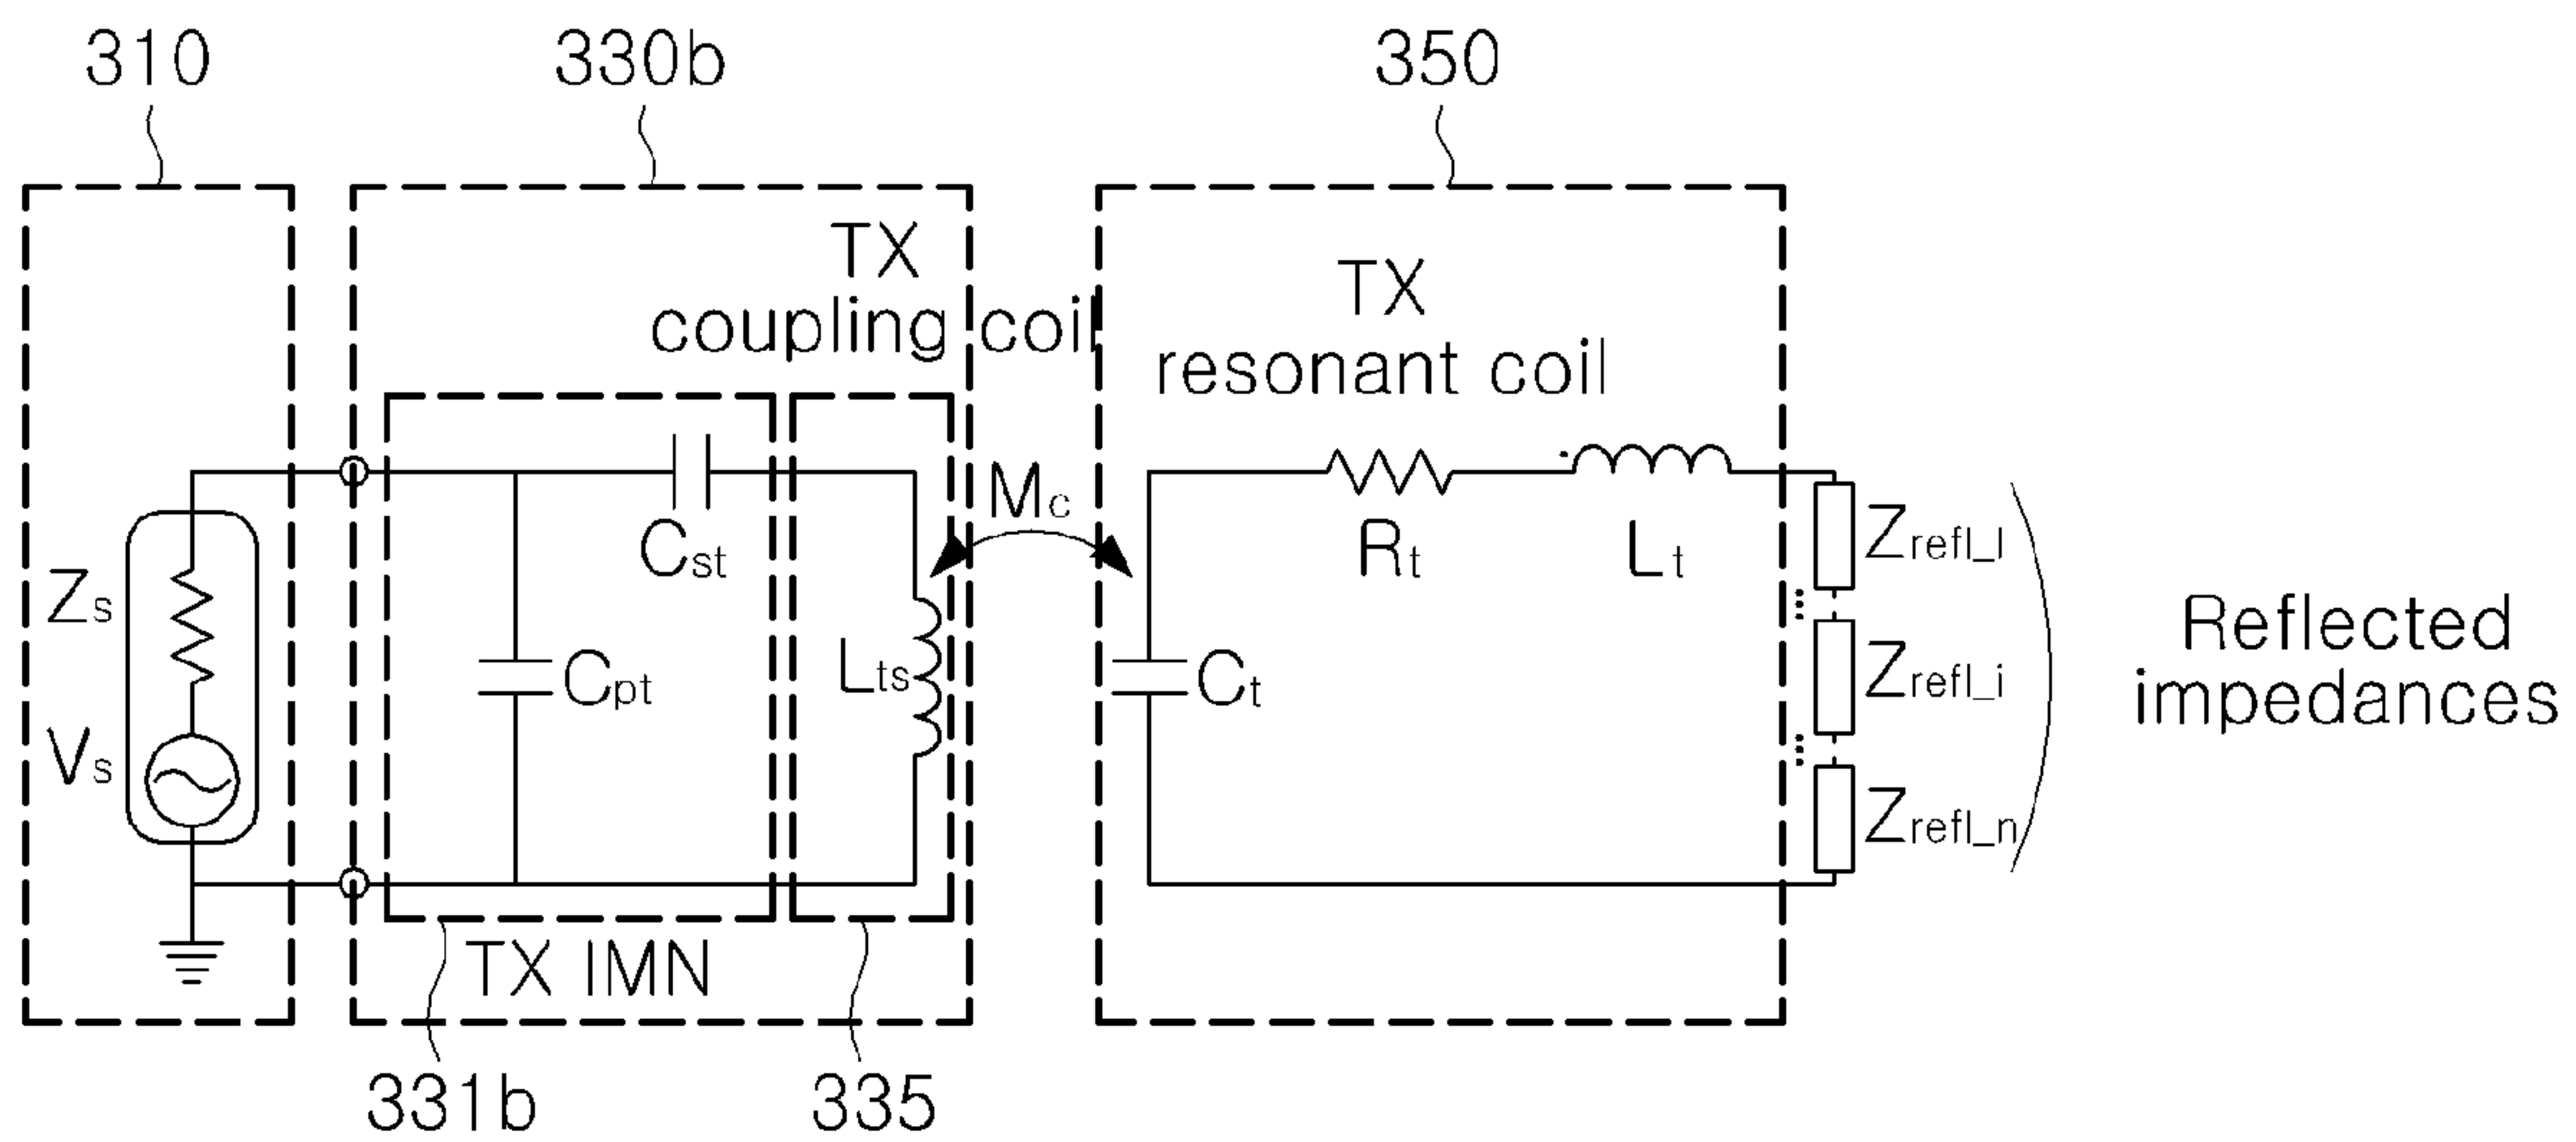 310
330b
350
TX
coupling coil
TX
resonant coil
Mc
Cst
Rt
Lt
Zs
Vs
Cpt
Lts
Ct
Zrefl_l
...
Zrefl_i
...
Zrefl_n
Reflected
impedances
TX IMN
331b
335